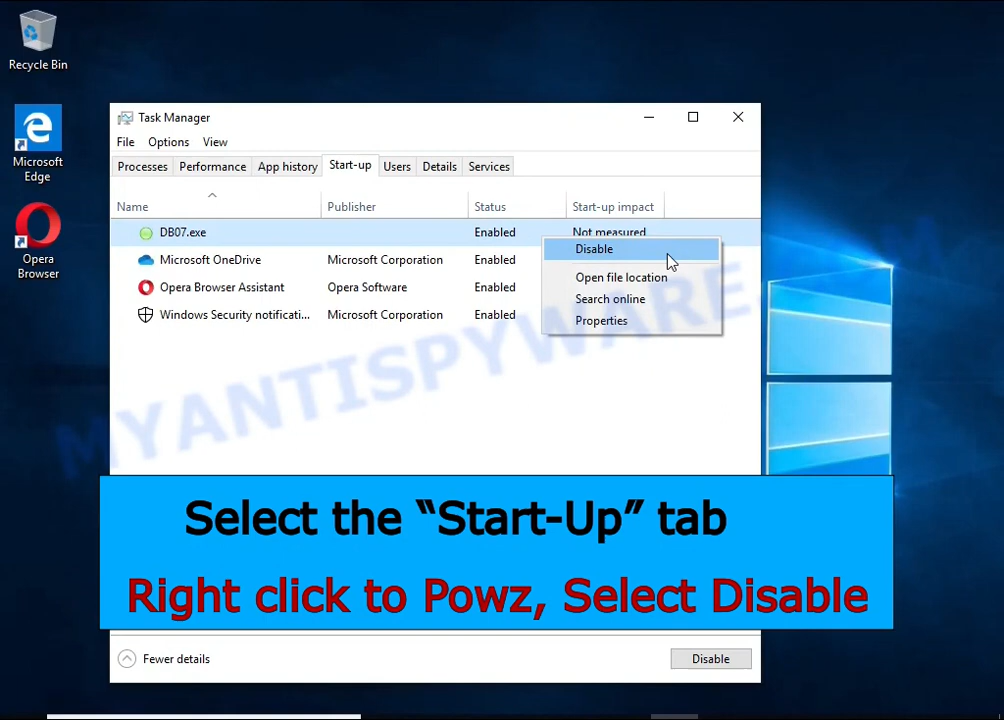 Recycle Bin
Microsoft
Edge
Opera
Browser
Task Manager
File Options View
Processes Performance App history Start-up Users Details Services
Name Publisher Status Start-up impact
DB07.exe Enabled Not measured
Disable
Microsoft OneDrive Microsoft Corporation Enabled
Open file location
Opera Browser Assistant Opera Software Enabled
Search online
Windows Security notificati... Microsoft Corporation Enabled
Properties
MYANTISPYWARE.COM
Select the “Start-Up” tab
Right click to Powz, Select Disable
Fewer details Disable